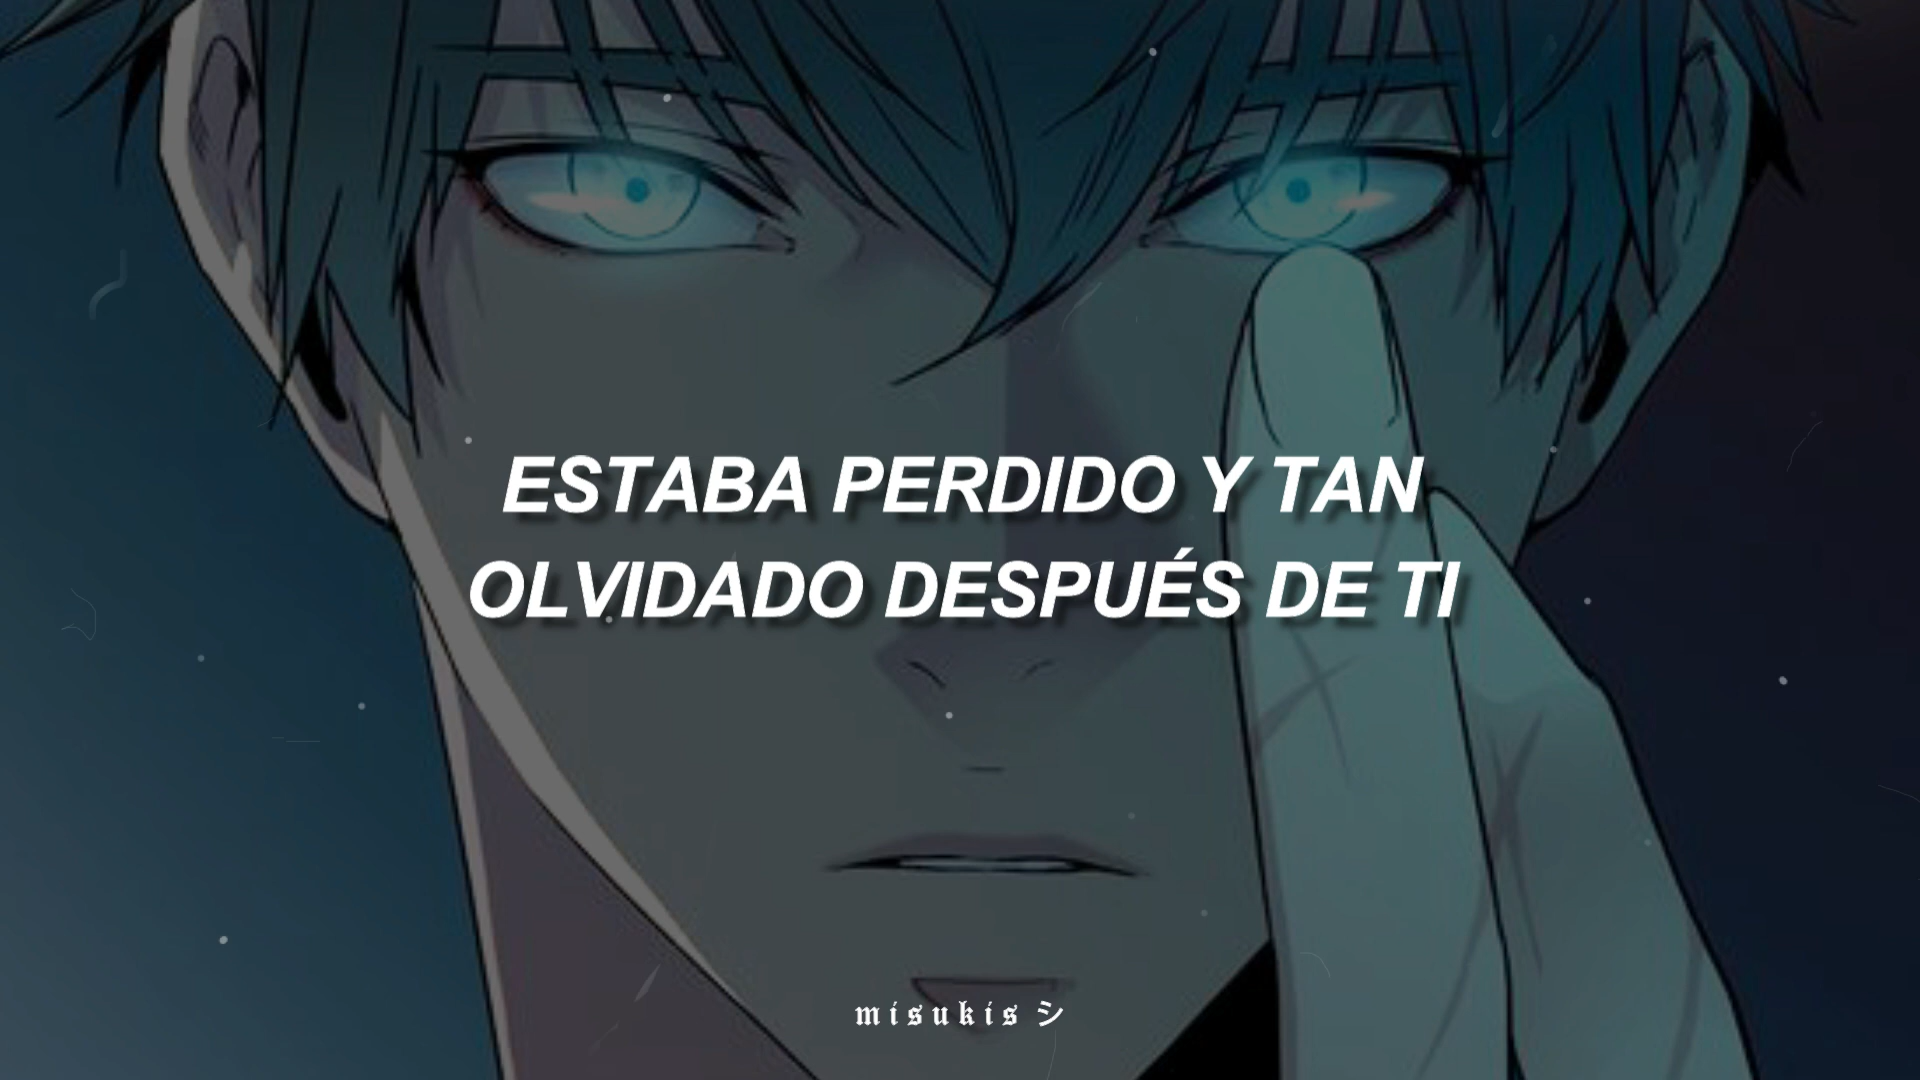 ESTABA PERDIDO Y TAN
OLVIDADO DESPUÉS DE TI
𝖒𝖎𝖘𝖚𝖐𝖎𝖘 シ